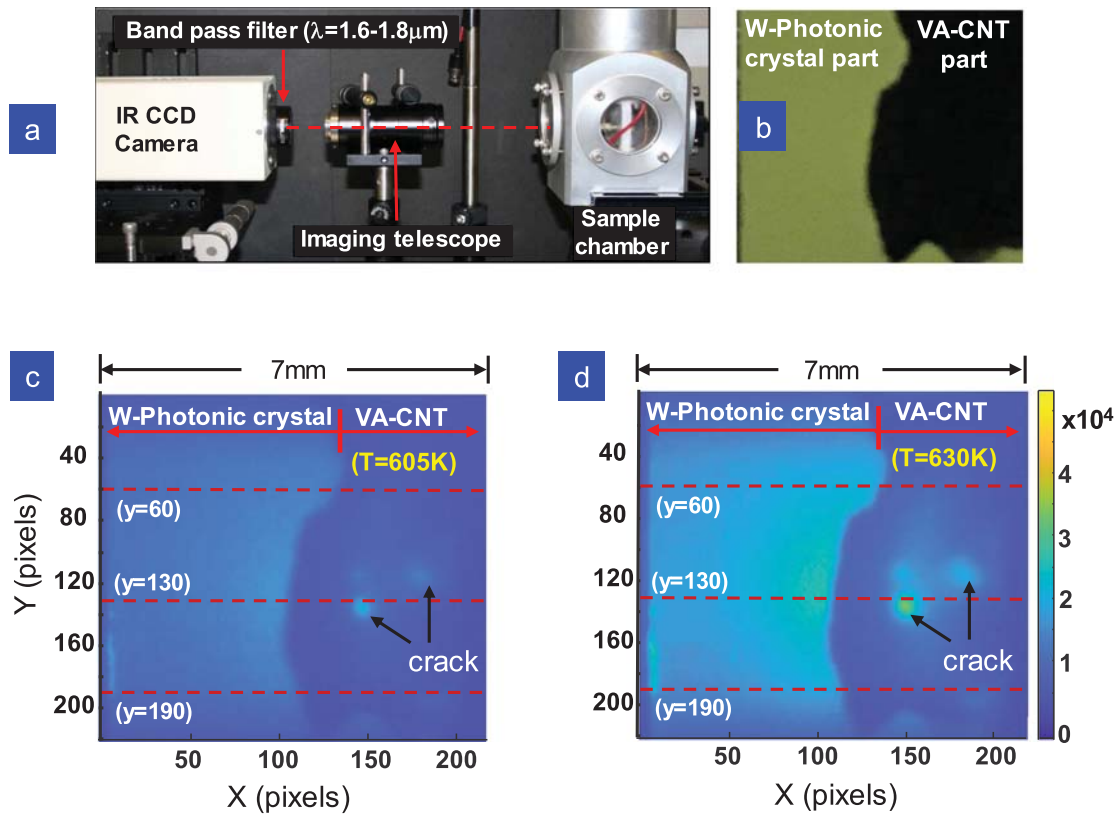 Band pass filter (λ=1.6-1.8μm)
IR CCD
Camera
a
Imaging telescope
Sample
chamber
W-Photonic
crystal part
VA-CNT
part
b
c
7mm
W-Photonic crystal
VA-CNT
(T=605K)
(y=60)
(y=130)
crack
(y=190)
40
80
120
160
200
Y (pixels)
50
100
150
200
X (pixels)
d
7mm
W-Photonic crystal
VA-CNT
(T=630K)
(y=60)
(y=130)
crack
(y=190)
40
80
120
160
200
50
100
150
200
X (pixels)
x10⁴
4
3
2
1
0